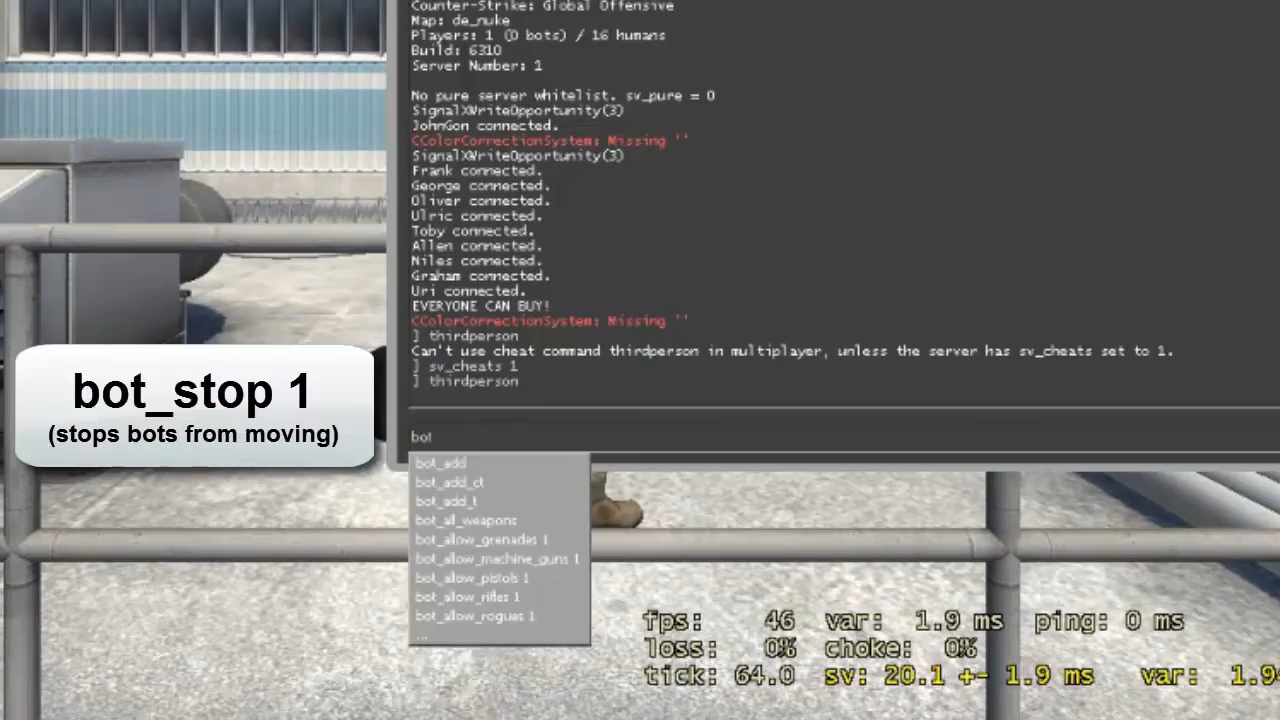 Counter-Strike: Global Offensive
Map: de_nuke
Players: 1 (0 bots) / 16 humans
Build: 6310
Server Number: 1
No pure server whitelist. sv_pure = 0
SignalXWriteOpportunity(3)
JohnGon connected.
CColorCorrectionSystem: Missing ''
SignalXWriteOpportunity(3)
Frank connected.
George connected.
Oliver connected.
Ulric connected.
Toby connected.
Allen connected.
Niles connected.
Graham connected.
Uri connected.
EVERYONE CAN BUY!
CColorCorrectionSystem: Missing ''
] thirdperson
Can't use cheat command thirdperson in multiplayer, unless the server has sv_cheats set to 1.
] sv_cheats 1
] thirdperson
bot_stop 1
(stops bots from moving)
bot
bot_add
bot_add_ct
bot_add_t
bot_all_weapons
bot_allow_grenades 1
bot_allow_machine_guns 1
bot_allow_pistols 1
bot_allow_rifles 1
bot_allow_rogues 1
...
fps: 46 var: 1.9 ms ping: 0 ms
loss: 0% choke: 0%
tick: 64.0 sv: 20.1 +- 1.9 ms var: